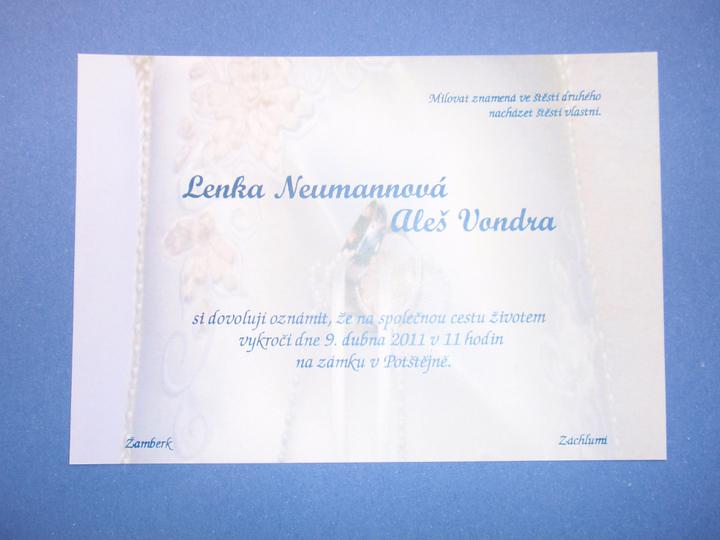 Milovat znamená ve štěstí druhého
nacházet štěstí vlastní.
Lenka Neumannová
Aleš Vondra
si dovolují oznámit, že na společnou cestu životem
vykročí dne 9. dubna 2011 v 11 hodin
na zámku v Potštejně.
Žamberk
Záchlumí